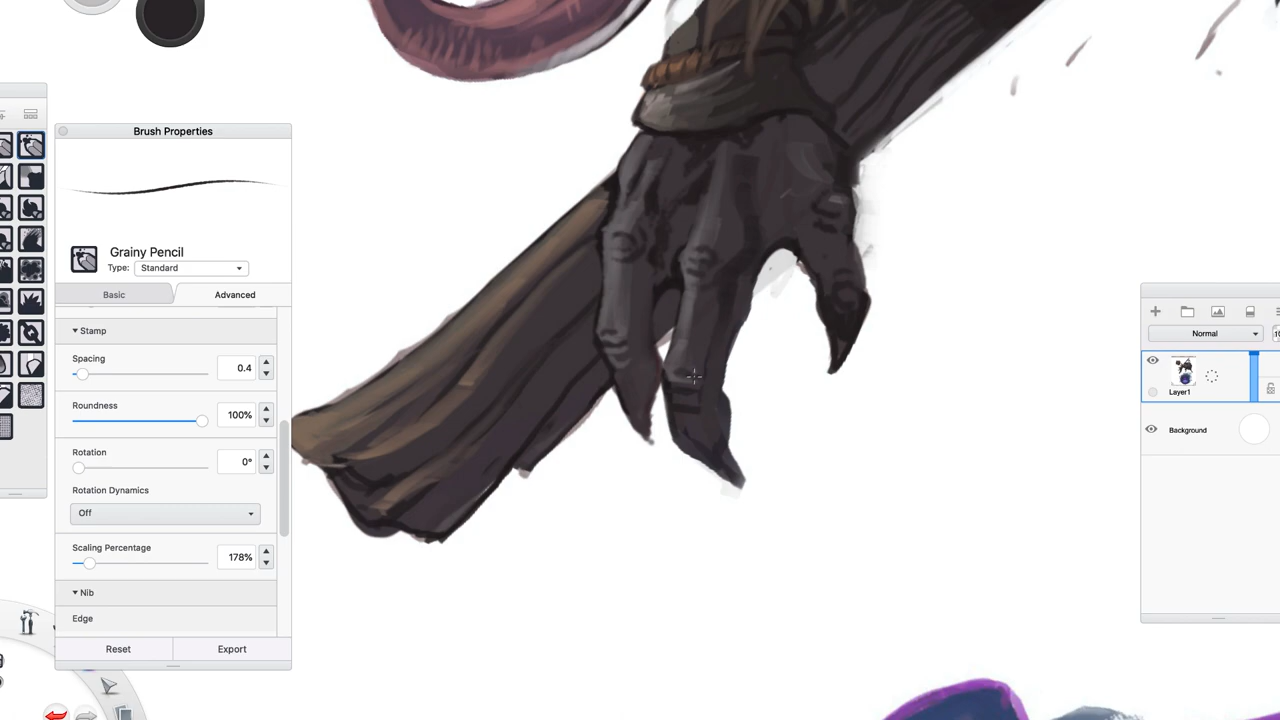 Brush Properties
Grainy Pencil
Type: Standard
Basic Advanced
Stamp
Spacing
0.4
Roundness
100%
Rotation
0°
Rotation Dynamics
Off
Scaling Percentage
178%
Nib
Edge
Reset Export
Normal
Layer1
Background